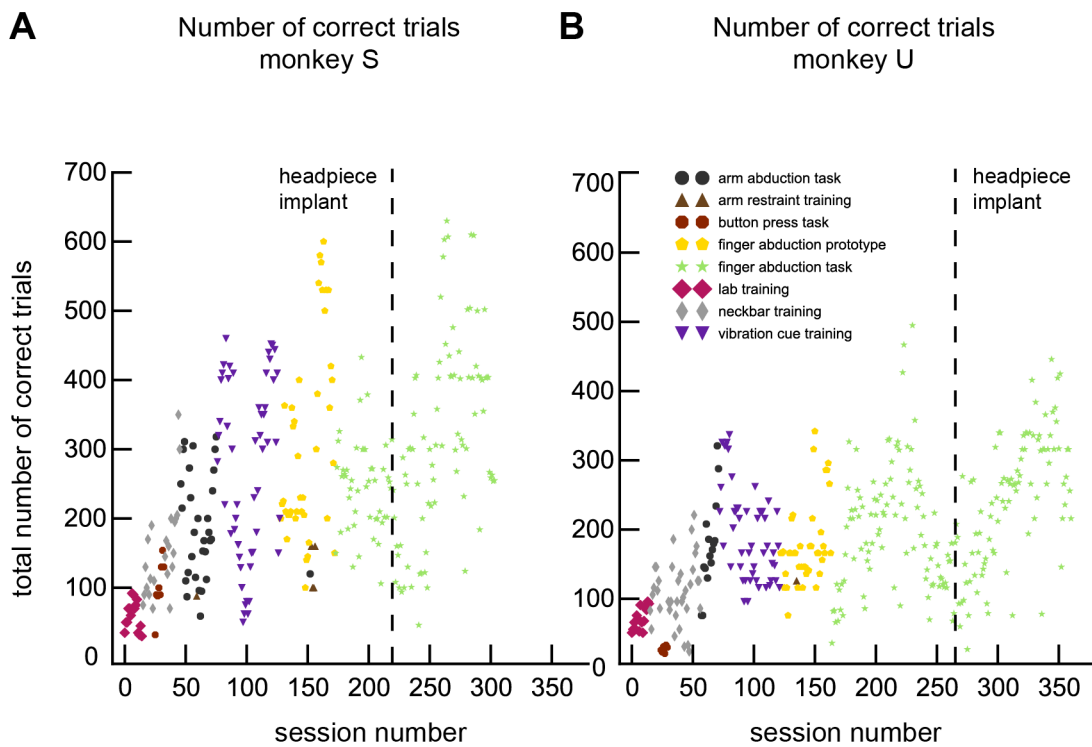 A
Number of correct trials
monkey S
total number of correct trials
700
600
500
400
300
200
100
0
headpiece
implant
0 50 100 150 200 250 300 350
session number
B
Number of correct trials
monkey U
700
600
500
400
300
200
100
0
arm abduction task
arm restraint training
button press task
finger abduction prototype
finger abduction task
lab training
neckbar training
vibration cue training
headpiece
implant
0 50 100 150 200 250 300 350
session number